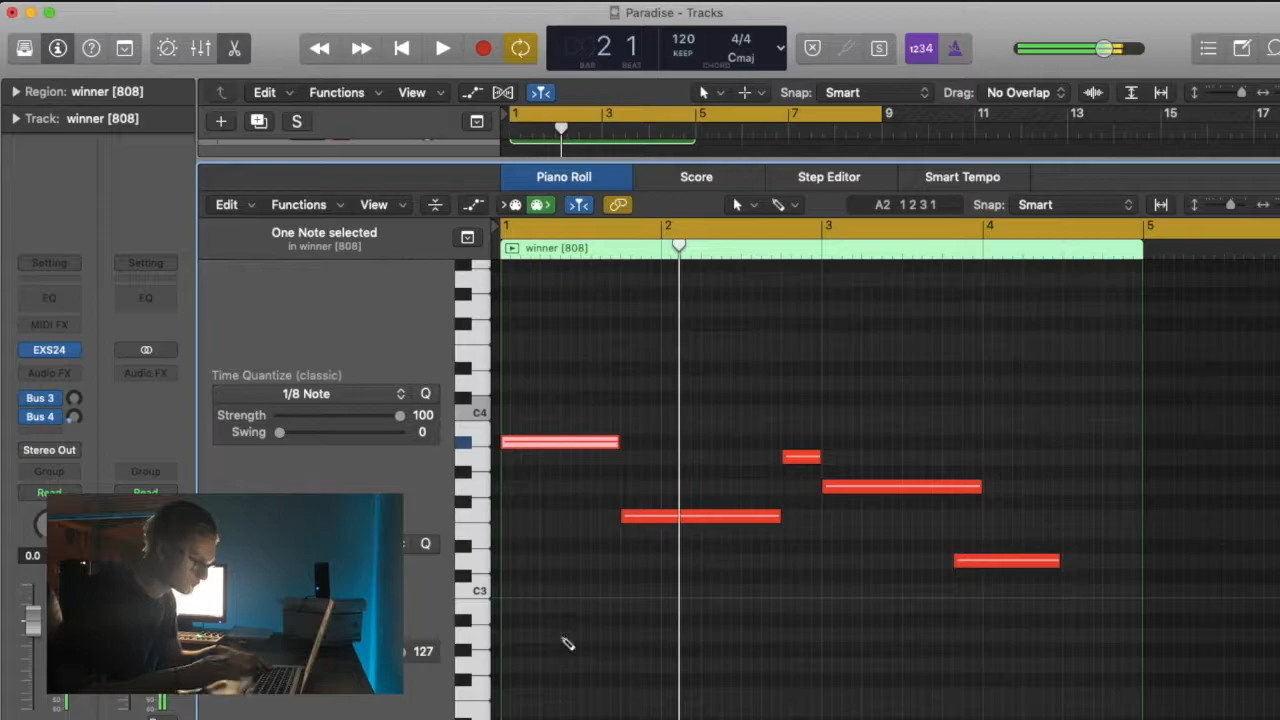 Paradise - Tracks
2 1
BAR BEAT
120
KEEP
4/4
Cmaj
1234
Region: winner [808]
Track: winner [808]
Edit
Functions
View
Snap: Smart
Drag: No Overlap
S
1 3 5 7 9 11 13 15 17
Piano Roll
Score
Step Editor
Smart Tempo
Edit
Functions
View
A2 1 2 3 1
Snap: Smart
One Note selected
in winner [808]
1 2 3 4 5
winner [808]
Setting
Setting
EQ
EQ
MIDI FX
EXS24
Audio FX
Audio FX
Bus 3
Bus 4
Stereo Out
Group
Group
Read
Read
0.0
Time Quantize (classic)
1/8 Note
Q
Strength 100
Swing 0
Q
127
C4
C3